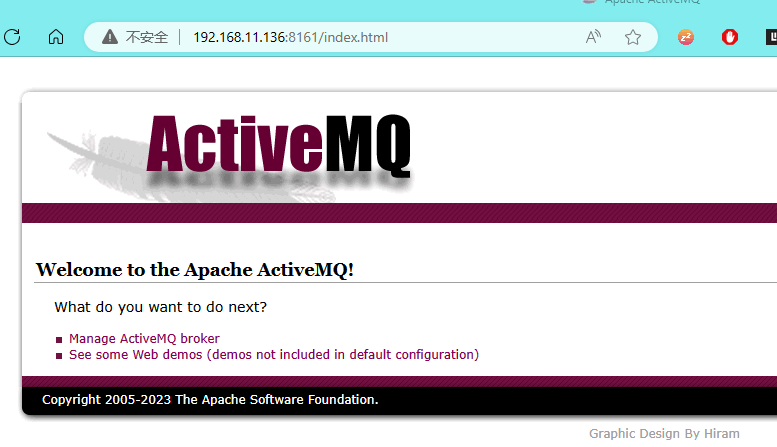 Apache ActiveMQ
不安全 192.168.11.136:8161/index.html
ActiveMQ
Welcome to the Apache ActiveMQ!
What do you want to do next?
Manage ActiveMQ broker
See some Web demos (demos not included in default configuration)
Copyright 2005-2023 The Apache Software Foundation.
Graphic Design By Hiram